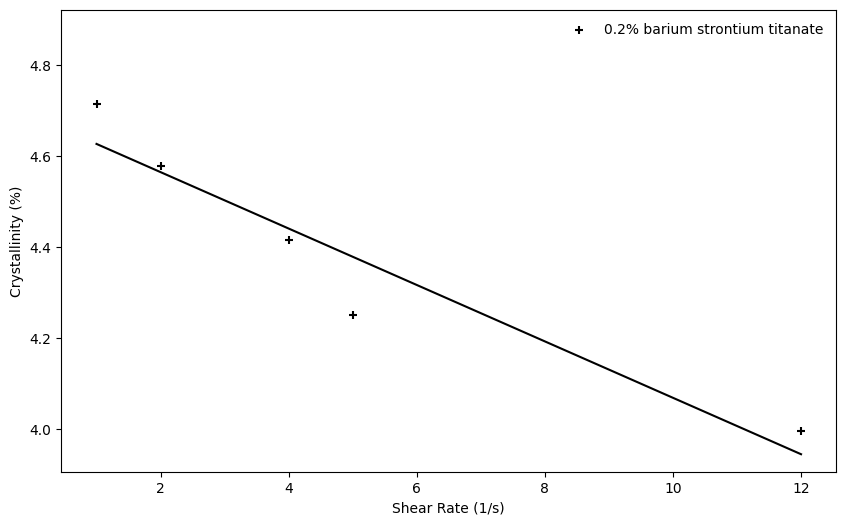 0.2% barium strontium titanate
4.8
4.6
4.4
4.2
4.0
Crystallinity (%)
2 4 6 8 10 12
Shear Rate (1/s)